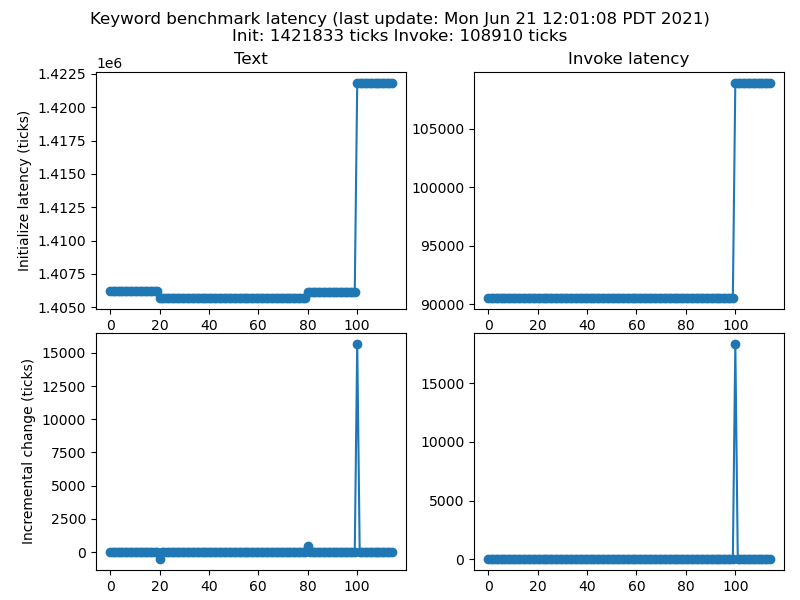 Keyword benchmark latency (last update: Mon Jun 21 12:01:08 PDT 2021)
Init: 1421833 ticks Invoke: 108910 ticks
Text
Invoke latency
1e6
Initialize latency (ticks)
1.4225
1.4200
1.4175
1.4150
1.4125
1.4100
1.4075
1.4050
0 20 40 60 80 100
105000
100000
95000
90000
0 20 40 60 80 100
Incremental change (ticks)
15000
12500
10000
7500
5000
2500
0
0 20 40 60 80 100
15000
10000
5000
0
0 20 40 60 80 100